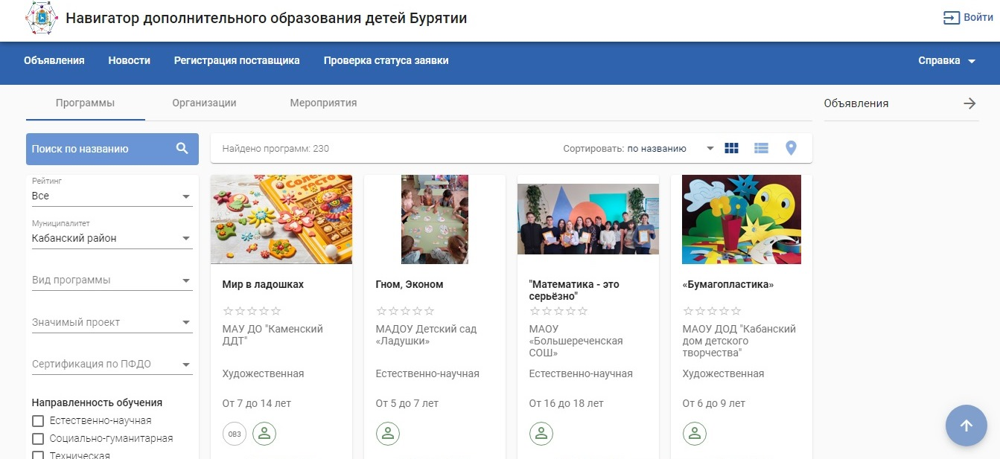 Навигатор дополнительного образования детей Бурятии
Войти
Объявления
Новости
Регистрация поставщика
Проверка статуса заявки
Справка
Программы
Организации
Мероприятия
Объявления
Поиск по названию
Найдено программ: 230
Сортировать: по названию
Рейтинг
Все
Муниципалитет
Кабанский район
Вид программы
Значимый проект
Сертификация по ПФДО
Направленность обучения
Естественно-научная
Социально-гуманитарная
Техническая
Мир в ладошках
МАУ ДО "Каменский
ДДТ"
Художественная
От 7 до 14 лет
ОВЗ
Гном, Эконом
МАДОУ Детский сад
«Ладушки»
Естественно-научная
От 5 до 7 лет
"Математика - это
серьёзно"
МАОУ
«Большереченская
СОШ»
Естественно-научная
От 16 до 18 лет
«Бумагопластика»
МАОУ ДОД "Кабанский
дом детского
творчества"
Художественная
От 6 до 9 лет